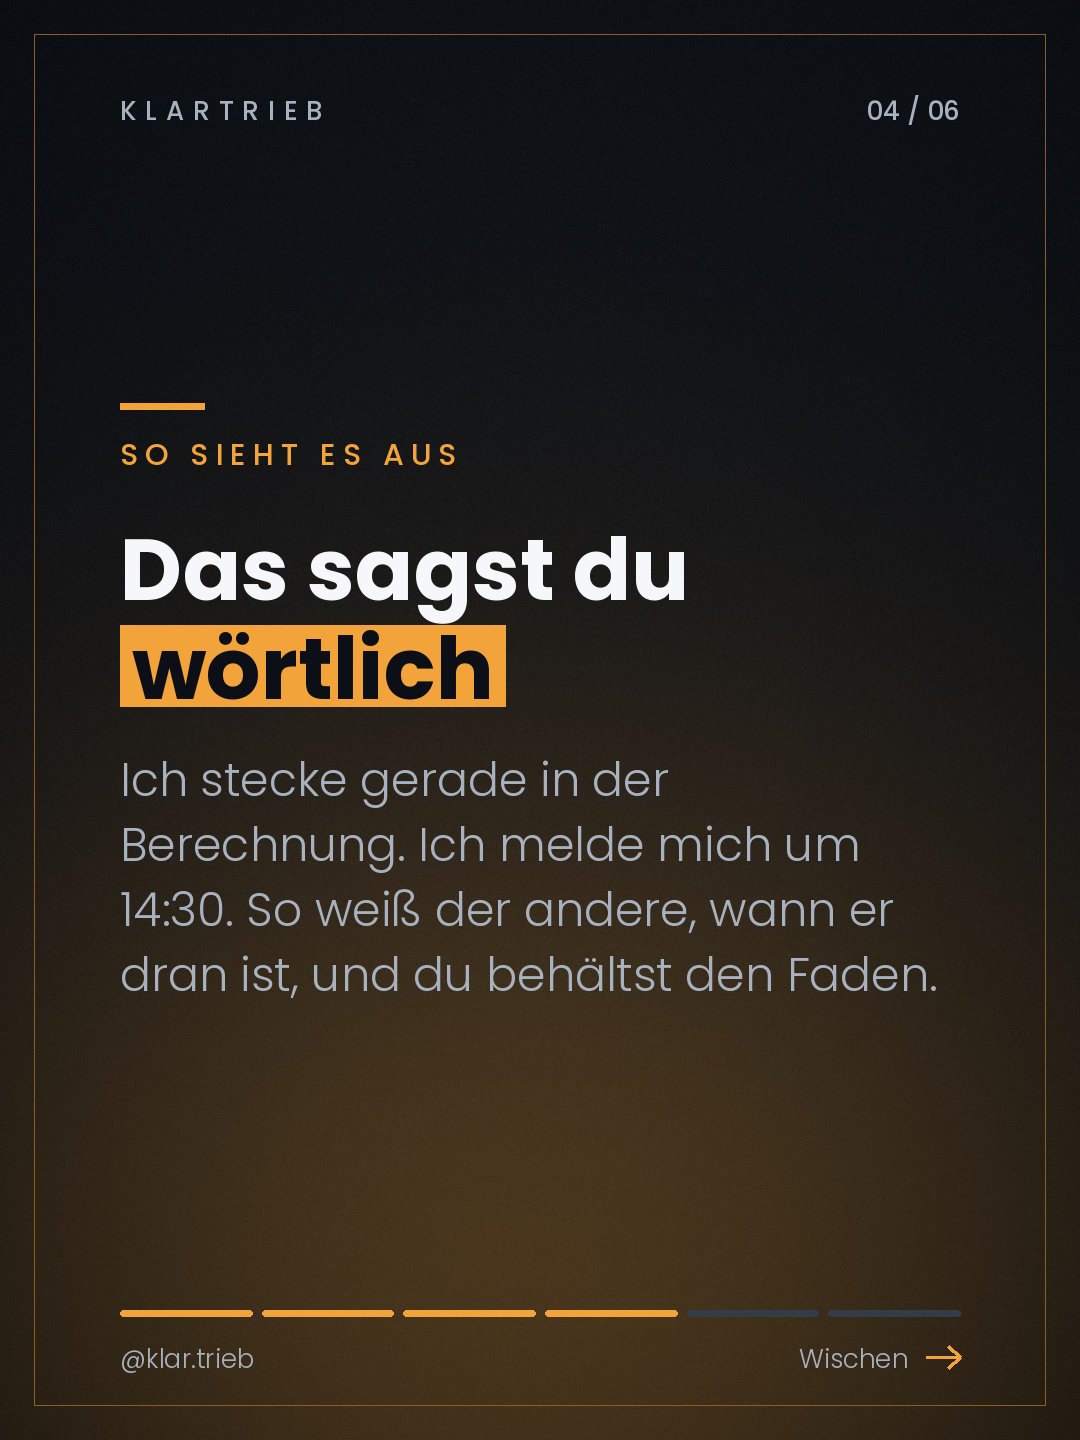 KLARTRIEB
04 / 06
SO SIEHT ES AUS
Das sagst du
wörtlich
Ich stecke gerade in der
Berechnung. Ich melde mich um
14:30. So weiß der andere, wann er
dran ist, und du behältst den Faden.
@klar.trieb
Wischen →